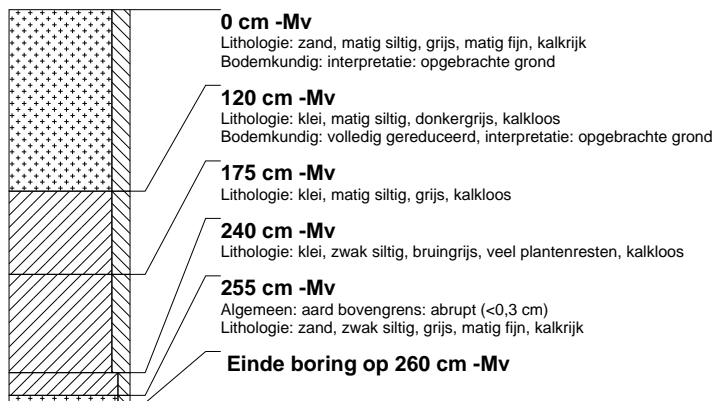 0 cm -Mv
Lithologie: zand, matig siltig, grijs, matig fijn, kalkrijk
Bodemkundig: interpretatie: opgebrachte grond
120 cm -Mv
Lithologie: klei, matig siltig, donkergrijs, kalkloos
Bodemkundig: volledig gereduceerd, interpretatie: opgebrachte grond
175 cm -Mv
Lithologie: klei, matig siltig, grijs, kalkloos
240 cm -Mv
Lithologie: klei, zwak siltig, bruingrijs, veel plantenresten, kalkloos
255 cm -Mv
Algemeen: aard bovengrens: abrupt (<0,3 cm)
Lithologie: zand, zwak siltig, grijs, matig fijn, kalkrijk
Einde boring op 260 cm -Mv